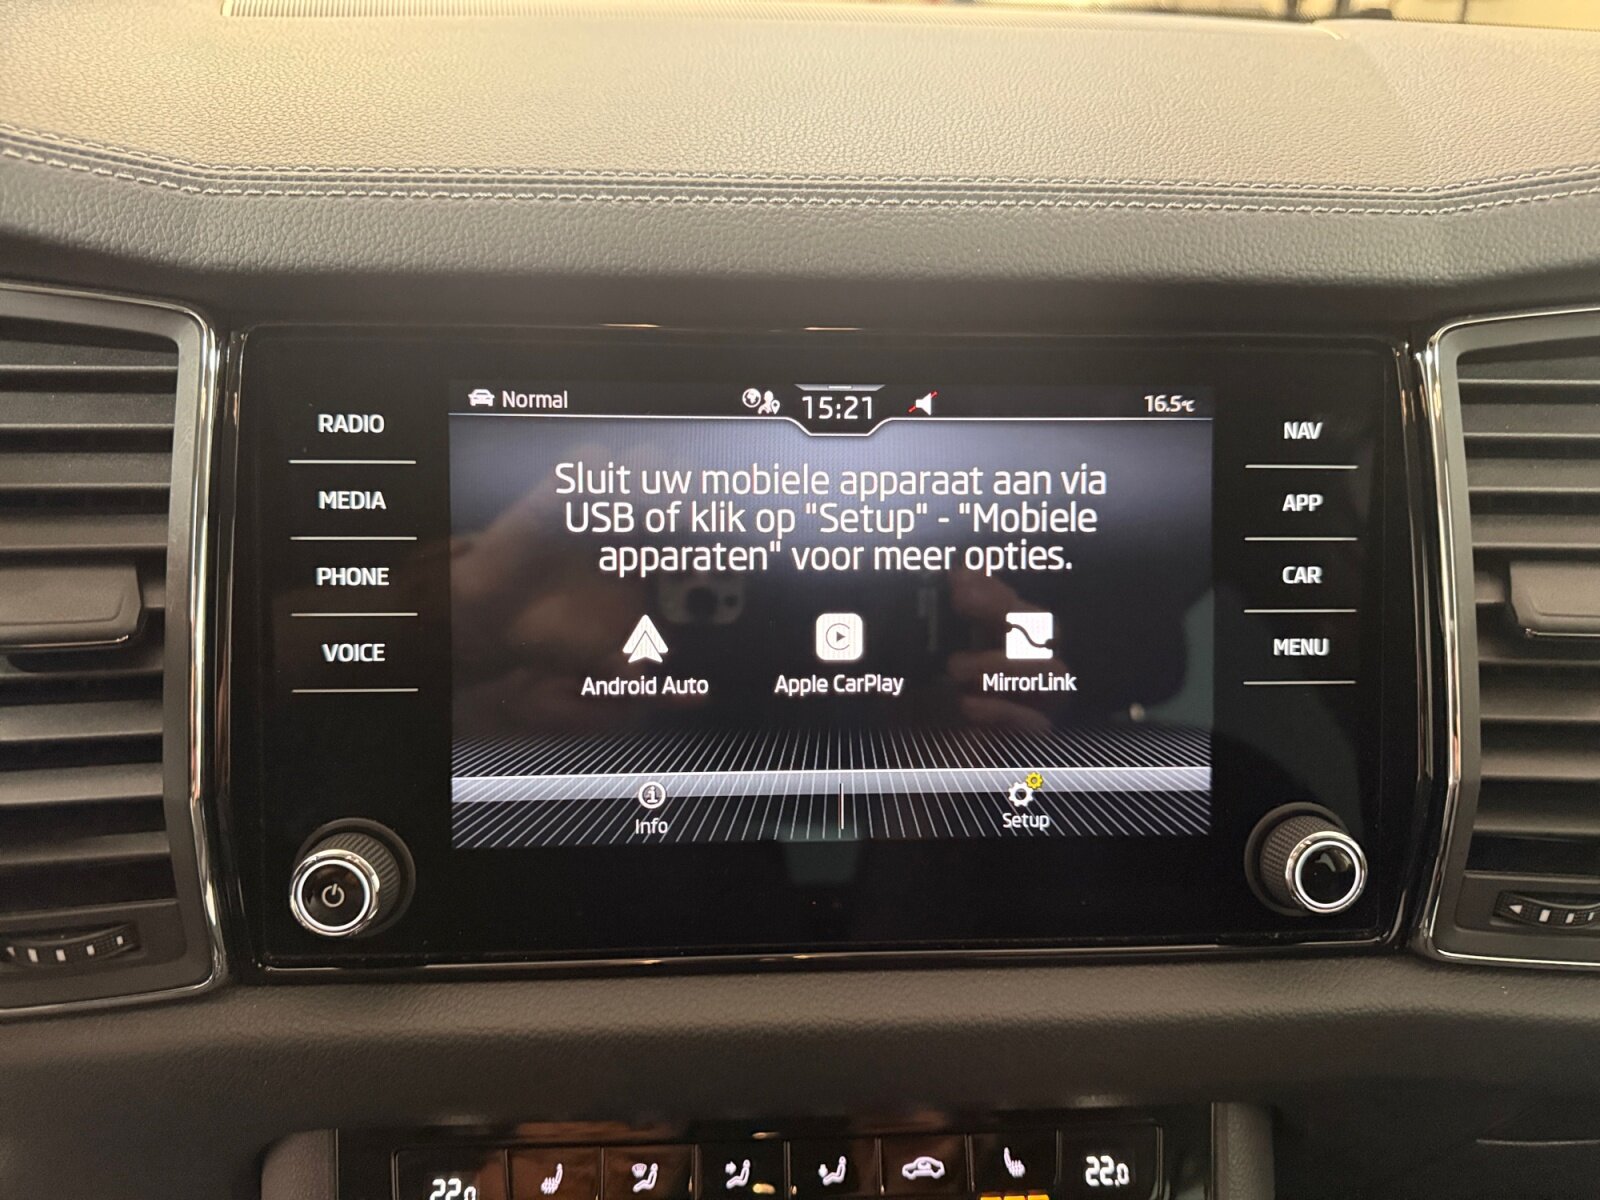 Normal
15:21
16.5°C
RADIO
MEDIA
PHONE
VOICE
Sluit uw mobiele apparaat aan via
USB of klik op "Setup" - "Mobiele
apparaten" voor meer opties.
Android Auto
Apple CarPlay
MirrorLink
Info
Setup
NAV
APP
CAR
MENU
22.0
22.0